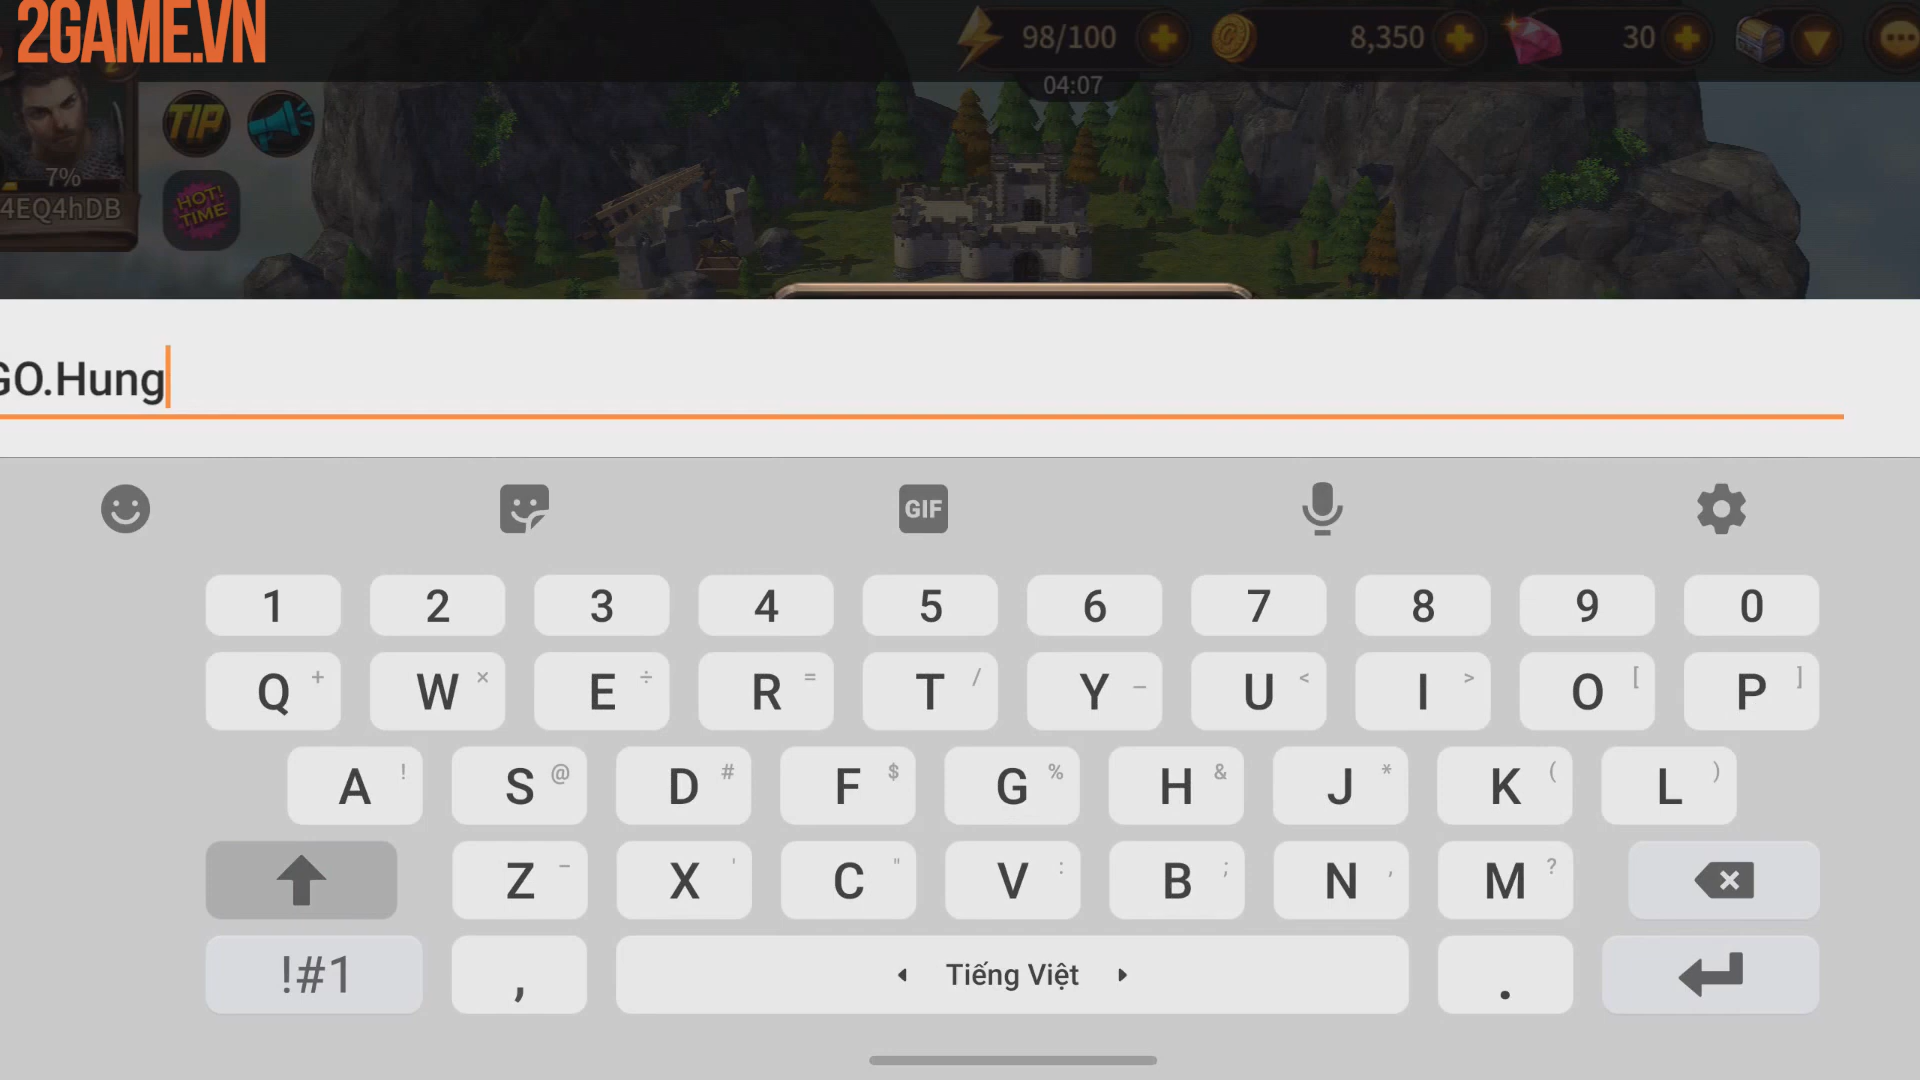 2GAME.VN
98/100
8,350
30
04:07
TIP
7%
4EQ4hDB
HOT!
TIME
GO.Hung
GIF
1 2 3 4 5 6 7 8 9 0
Q + W × E ÷ R = T / Y _ U < I > O [ P ]
A ! S @ D # F $ G % H & J * K ( L )
Z - X ' C " V : B ; N , M ?
!#1 , Tiếng Việt .